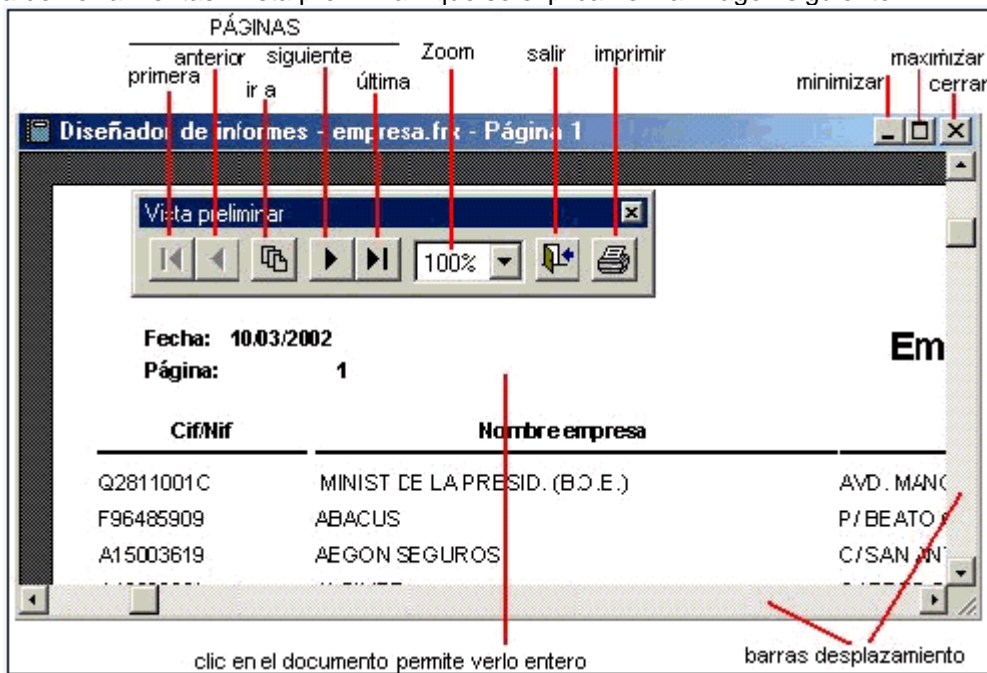 PÁGINAS
anterior siguiente Zoom salir imprimir maximizar
primera ir a última minimizar cerrar
Diseñador de informes - empresa.frx - Página 1
Vista preliminar
100%
Fecha: 10/03/2002
Página: 1
Em
Cif/Nif Nombre empresa
Q2811001C MINIST DE LA PRESID. (B.O.E.) AVD. MANO
F96485909 ABACUS P/ BEATO
A15003619 AEGON SEGUROS C/ SAN ANT
clic en el documento permite verlo entero
barras desplazamiento